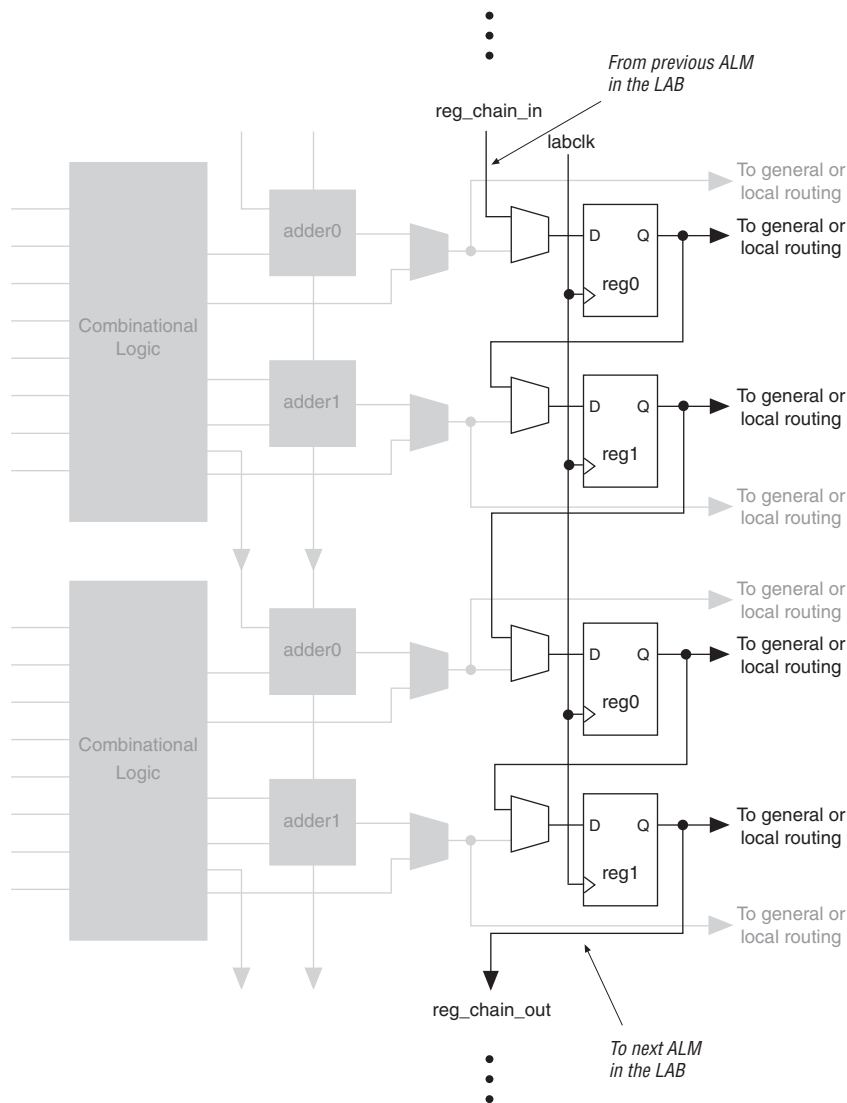 From previous ALM
in the LAB
reg_chain_in
labclk
To general or
local routing
adder0
D Q
To general or
local routing
reg0
Combinational
Logic
adder1
D Q
To general or
local routing
reg1
To general or
local routing
To general or
local routing
adder0
D Q
To general or
local routing
reg0
Combinational
Logic
adder1
D Q
To general or
local routing
reg1
To general or
local routing
reg_chain_out
To next ALM
in the LAB